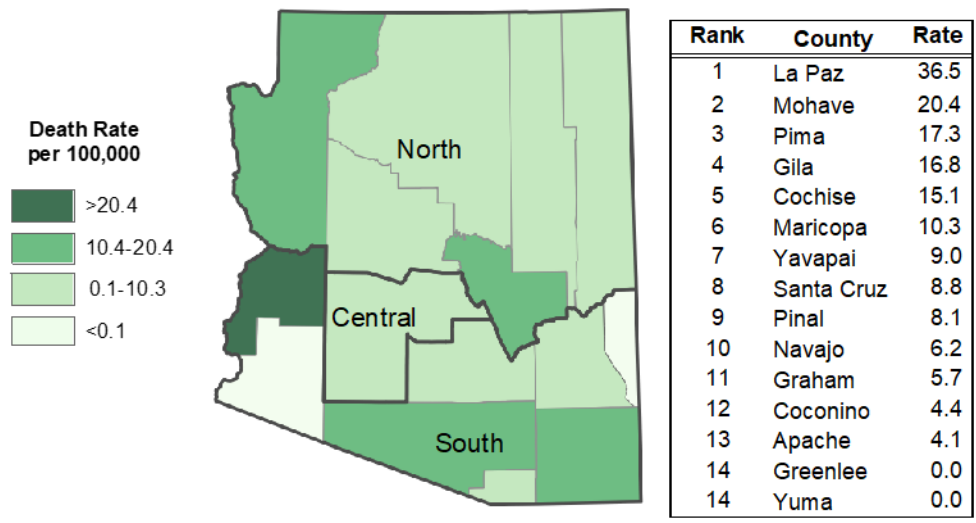 Death Rate
per 100,000
>20.4
10.4-20.4
0.1-10.3
<0.1
North
Central
South
Rank County Rate
1 La Paz 36.5
2 Mohave 20.4
3 Pima 17.3
4 Gila 16.8
5 Cochise 15.1
6 Maricopa 10.3
7 Yavapai 9.0
8 Santa Cruz 8.8
9 Pinal 8.1
10 Navajo 6.2
11 Graham 5.7
12 Coconino 4.4
13 Apache 4.1
14 Greenlee 0.0
14 Yuma 0.0